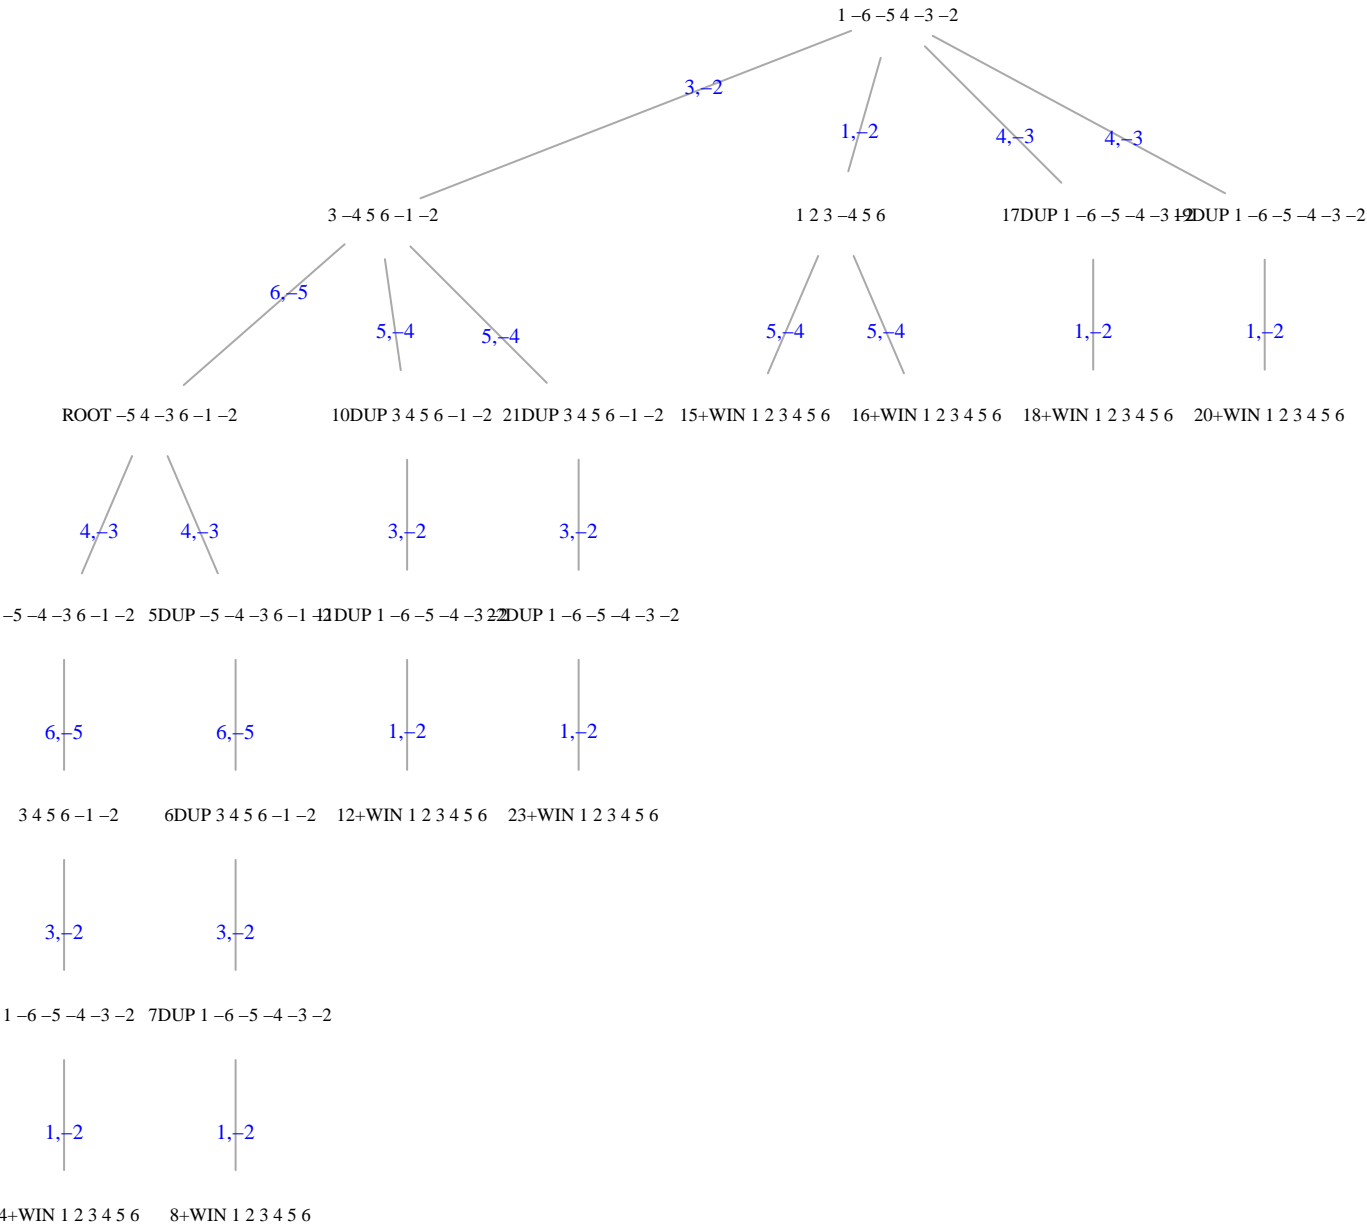 1 –6 –5 4 –3 –2
3,–2
1,–2
4,–3
4,–3
3 –4 5 6 –1 –2
1 2 3 –4 5 6
17DUP 1 –6 –5 –4 –3 –2
19DUP 1 –6 –5 –4 –3 –2
6,–5
5,–4
5,–4
5,–4
5,–4
1,–2
1,–2
ROOT –5 4 –3 6 –1 –2
10DUP 3 4 5 6 –1 –2
21DUP 3 4 5 6 –1 –2
15+WIN 1 2 3 4 5 6
16+WIN 1 2 3 4 5 6
18+WIN 1 2 3 4 5 6
20+WIN 1 2 3 4 5 6
4,–3
4,–3
3,–2
3,–2
–5 –4 –3 6 –1 –2
5DUP –5 –4 –3 6 –1 –2
11DUP 1 –6 –5 –4 –3 –2
22DUP 1 –6 –5 –4 –3 –2
6,–5
6,–5
1,–2
1,–2
3 4 5 6 –1 –2
6DUP 3 4 5 6 –1 –2
12+WIN 1 2 3 4 5 6
23+WIN 1 2 3 4 5 6
3,–2
3,–2
1 –6 –5 –4 –3 –2
7DUP 1 –6 –5 –4 –3 –2
1,–2
1,–2
4+WIN 1 2 3 4 5 6
8+WIN 1 2 3 4 5 6